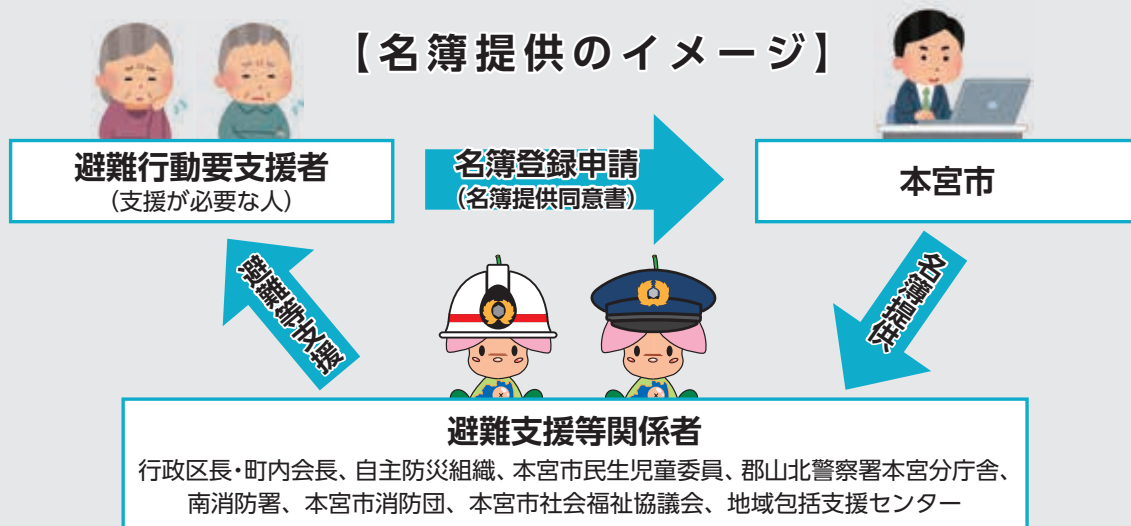 【名簿提供のイメージ】
避難行動要支援者
(支援が必要な人)
名簿登録申請
(名簿提供同意書)
本宮市
避難等支援
名簿提供
避難支援等関係者
行政区長・町内会長、自主防災組織、本宮市民生児童委員、郡山北警察署本宮分庁舎、
南消防署、本宮市消防団、本宮市社会福祉協議会、地域包括支援センター